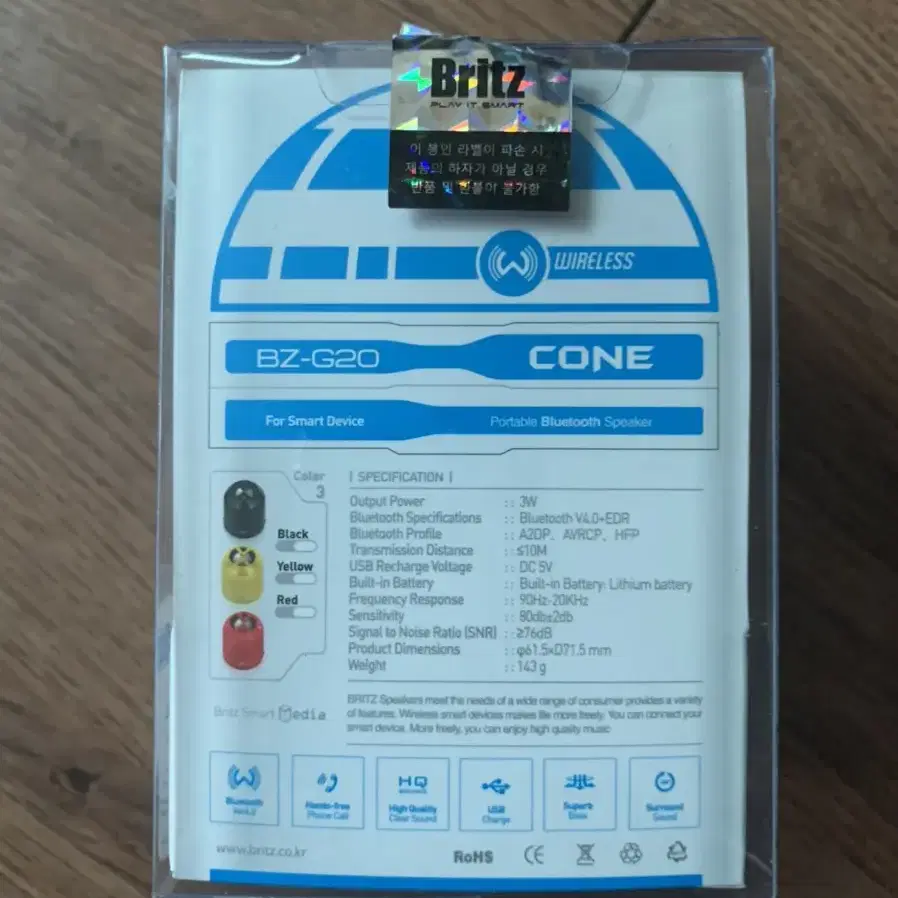 Britz
PLAY IT SMART
이 봉인 라벨이 파손 시
제품의 하자가 아닐 경우
반품 및 환불이 불가함
WIRELESS
BZ-G20 CONE
For Smart Device Portable Bluetooth Speaker
Color
3
Black
Yellow
Red
| SPECIFICATION |
Output Power :: 3W
Bluetooth Specifications :: Bluetooth V4.0+EDR
Bluetooth Profile :: A2DP, AVRCP, HFP
Transmission Distance :: ≤10M
USB Recharge Voltage :: DC 5V
Built-in Battery :: Built-in Battery: Lithium battery
Frequency Response :: 90Hz-20KHz
Sensitivity :: 80db±2db
Signal to Noise Ratio (SNR) :: ≥76dB
Product Dimensions :: φ61.5×D71.5 mm
Weight :: 143 g
Britz Smart Media
BRITZ Speakers meet the needs of a wide range of consumer provides a variety
of features. Wireless smart devices makes life more freely. You can connect your
smart device. More freely, you can enjoy high quality music
Bluetooth
Ver4.0
Hands-free
Phone Call
HQ
High Quality
Clear Sound
USB
Charge
Superb
Bass
Surround
Sound
www.britz.co.kr
RoHS CE